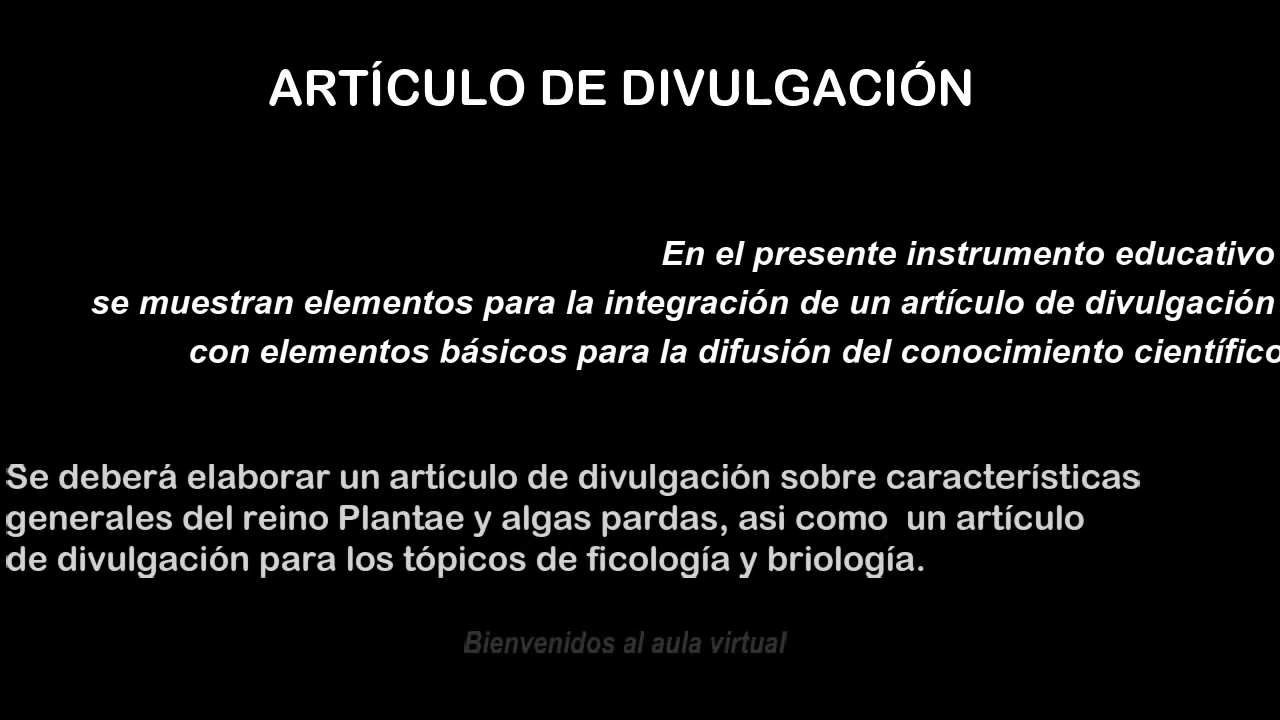 ARTÍCULO DE DIVULGACIÓN
En el presente instrumento educativo
se muestran elementos para la integración de un artículo de divulgación
con elementos básicos para la difusión del conocimiento científico
Se deberá elaborar un artículo de divulgación sobre características
generales del reino Plantae y algas pardas, asi como un artículo
de divulgación para los tópicos de ficología y briología.
Bienvenidos al aula virtual